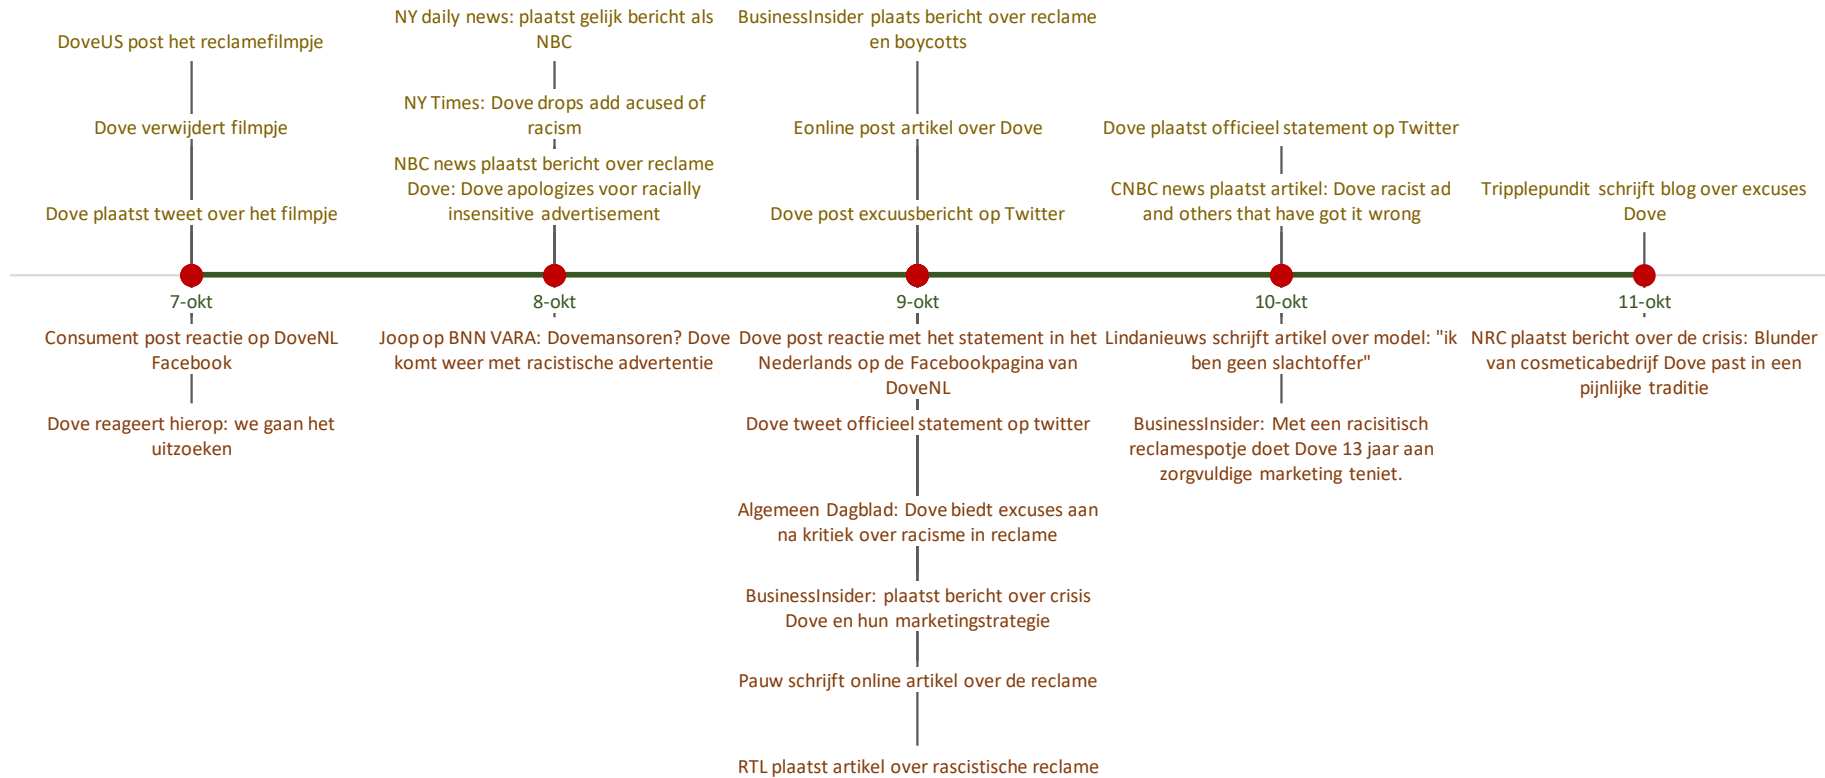 DoveUS post het reclamefilmpje
Dove verwijdert filmpje
Dove plaatst tweet over het filmpje
NY daily news: plaatst gelijk bericht als
NBC
NY Times: Dove drops add acused of
racism
NBC news plaatst bericht over reclame
Dove: Dove apologizes voor racially
insensitive advertisement
BusinessInsider plaats bericht over reclame
en boycotts
Eonline post artikel over Dove
Dove post excuusbericht op Twitter
Dove plaatst officieel statement op Twitter
CNBC news plaatst artikel: Dove racist ad
and others that have got it wrong
Tripplepundit schrijft blog over excuses
Dove
7-okt
8-okt
9-okt
10-okt
11-okt
Consument post reactie op DoveNL
Facebook
Dove reageert hierop: we gaan het
uitzoeken
Joop op BNN VARA: Dovemansoren? Dove
komt weer met racistische advertentie
Dove post reactie met het statement in het
Nederlands op de Facebookpagina van
DoveNL
Dove tweet officieel statement op twitter
Algemeen Dagblad: Dove biedt excuses aan
na kritiek over racisme in reclame
BusinessInsider: plaatst bericht over crisis
Dove en hun marketingstrategie
Pauw schrijft online artikel over de reclame
RTL plaatst artikel over rascistische reclame
Lindanieuws schrijft artikel over model: "ik
ben geen slachtoffer"
BusinessInsider: Met een racisitisch
reclamespotje doet Dove 13 jaar aan
zorgvuldige marketing teniet.
NRC plaatst bericht over de crisis: Blunder
van cosmeticabedrijf Dove past in een
pijnlijke traditie